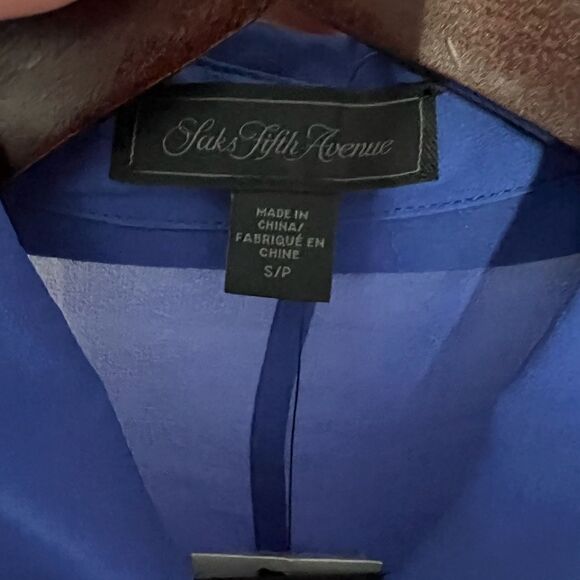 Saks Fifth Avenue
MADE IN
CHINA/
FABRIQUÉ EN
CHINE
S/P